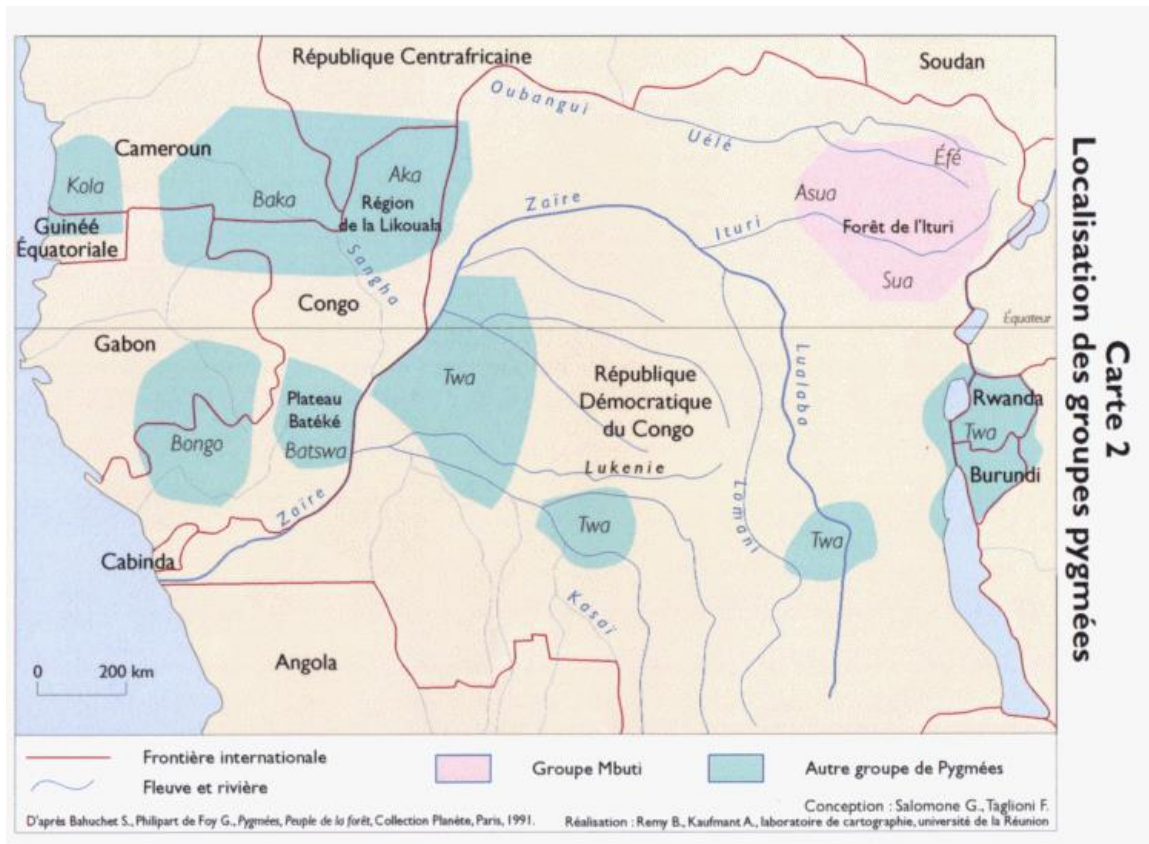 République Centrafricaine
Soudan
Oubangui
Uélé
Cameroun
Kola
Baka
Aka
Région
de la Likouala
Éfé
Asua
Forêt de l'Ituri
Sua
Zaïre
Ituri
Guinéé
Équatoriale
Sangha
Congo
Équateur
Gabon
Twa
République
Démocratique
du Congo
Lualaba
Plateau
Batéké
Batswa
Bongo
Rwanda
Twa
Burundi
Lukenie
Lomani
Zaïre
Twa
Twa
Cabinda
Kasaï
Angola
0 200 km
Carte 2
Localisation des groupes pygmées
Frontière internationale
Fleuve et rivière
Groupe Mbuti
Autre groupe de Pygmées
Conception : Salomone G., Taglioni F.
D'après Bahuchet S., Philipart de Foy G., Pygmées, Peuple de la forêt, Collection Planète, Paris, 1991.
Réalisation : Remy B., Kaufmant A., laboratoire de cartographie, université de la Réunion